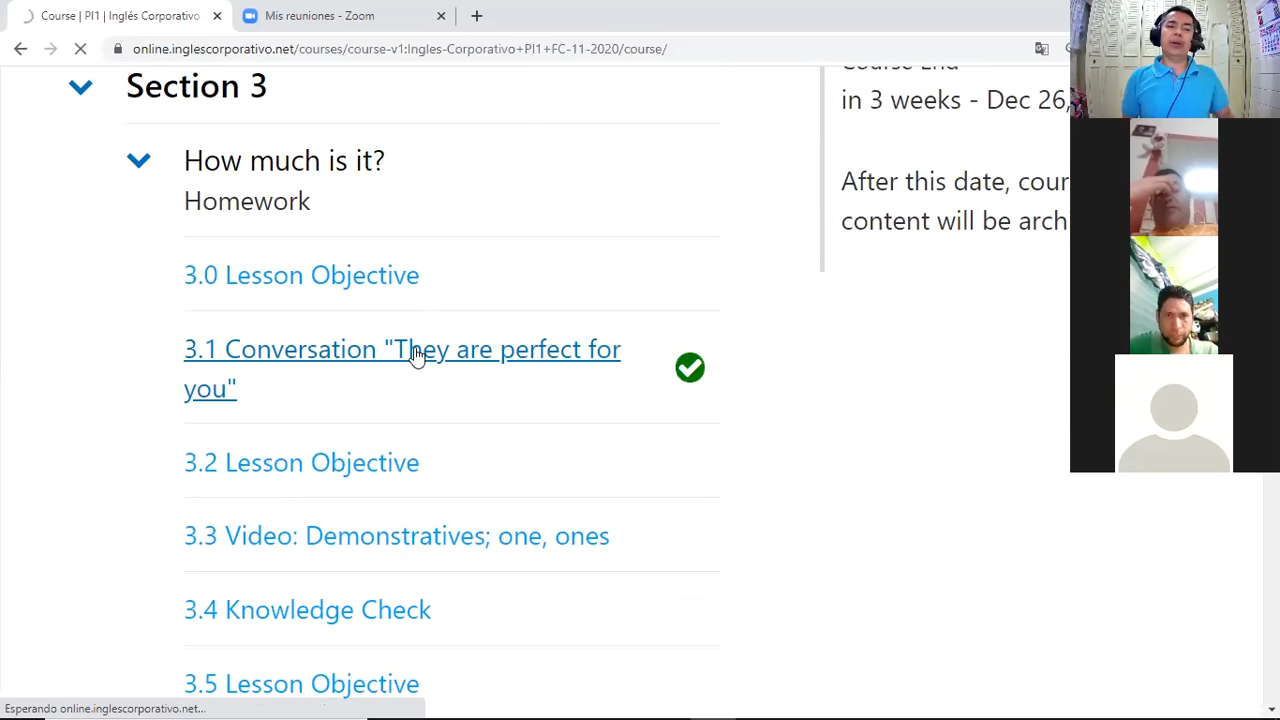 Course | PI1 | Inglés Corporativo
Mis reuniones - Zoom
online.inglescorporativo.net/courses/course-v1:Ingles-Corporativo+PI1+FC-11-2020/course/
Section 3
How much is it?
Homework
3.0 Lesson Objective
3.1 Conversation "They are perfect for
you"
3.2 Lesson Objective
3.3 Video: Demonstratives; one, ones
3.4 Knowledge Check
3.5 Lesson Objective
Course End
in 3 weeks - Dec 26,
After this date, cour
content will be arch
Esperando online.inglescorporativo.net...